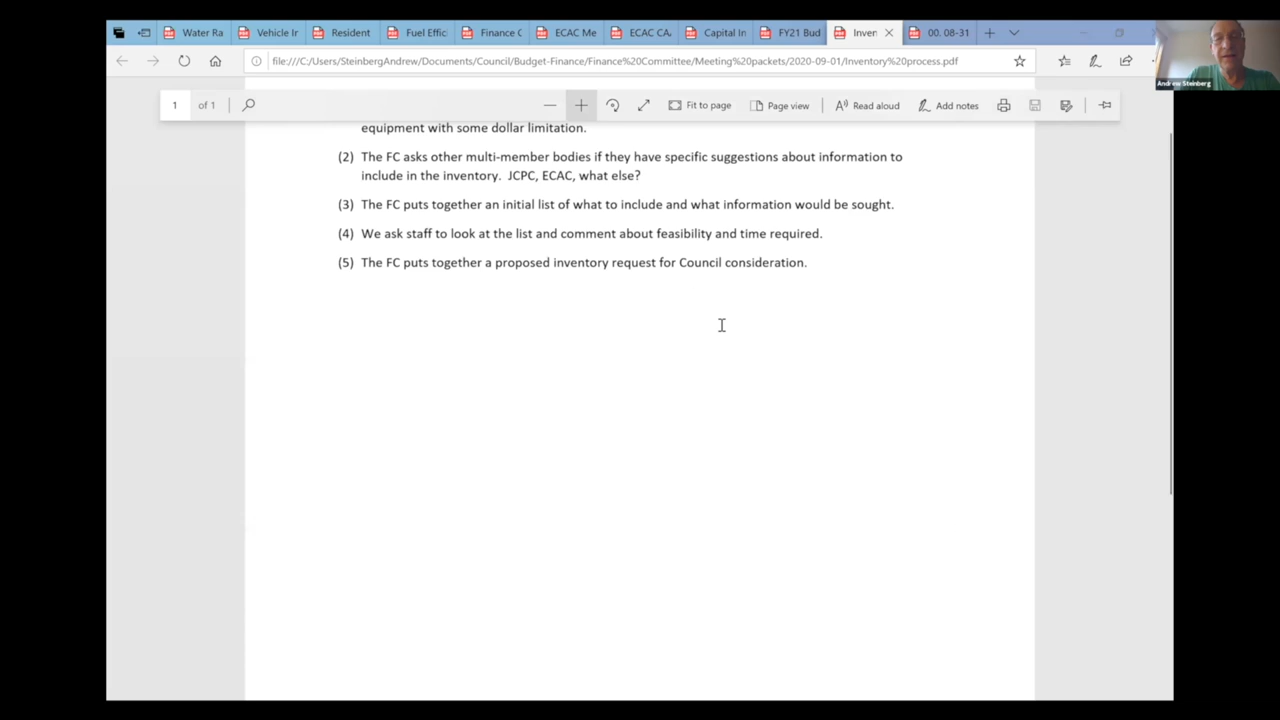 Water Ra
Vehicle Ir
Resident
Fuel Effic
Finance C
ECAC Me
ECAC CA.
Capital In
FY21 Bud
Inven
00. 08-31
file:///C:/Users/SteinbergAndrew/Documents/Council/Budget-Finance/Finance%20Committee/Meeting%20packets/2020-09-01/Inventory%20process.pdf
Andrew Steinberg
1 of 1
Fit to page
Page view
Read aloud
Add notes
equipment with some dollar limitation.
(2) The FC asks other multi-member bodies if they have specific suggestions about information to
include in the inventory. JCPC, ECAC, what else?
(3) The FC puts together an initial list of what to include and what information would be sought.
(4) We ask staff to look at the list and comment about feasibility and time required.
(5) The FC puts together a proposed inventory request for Council consideration.